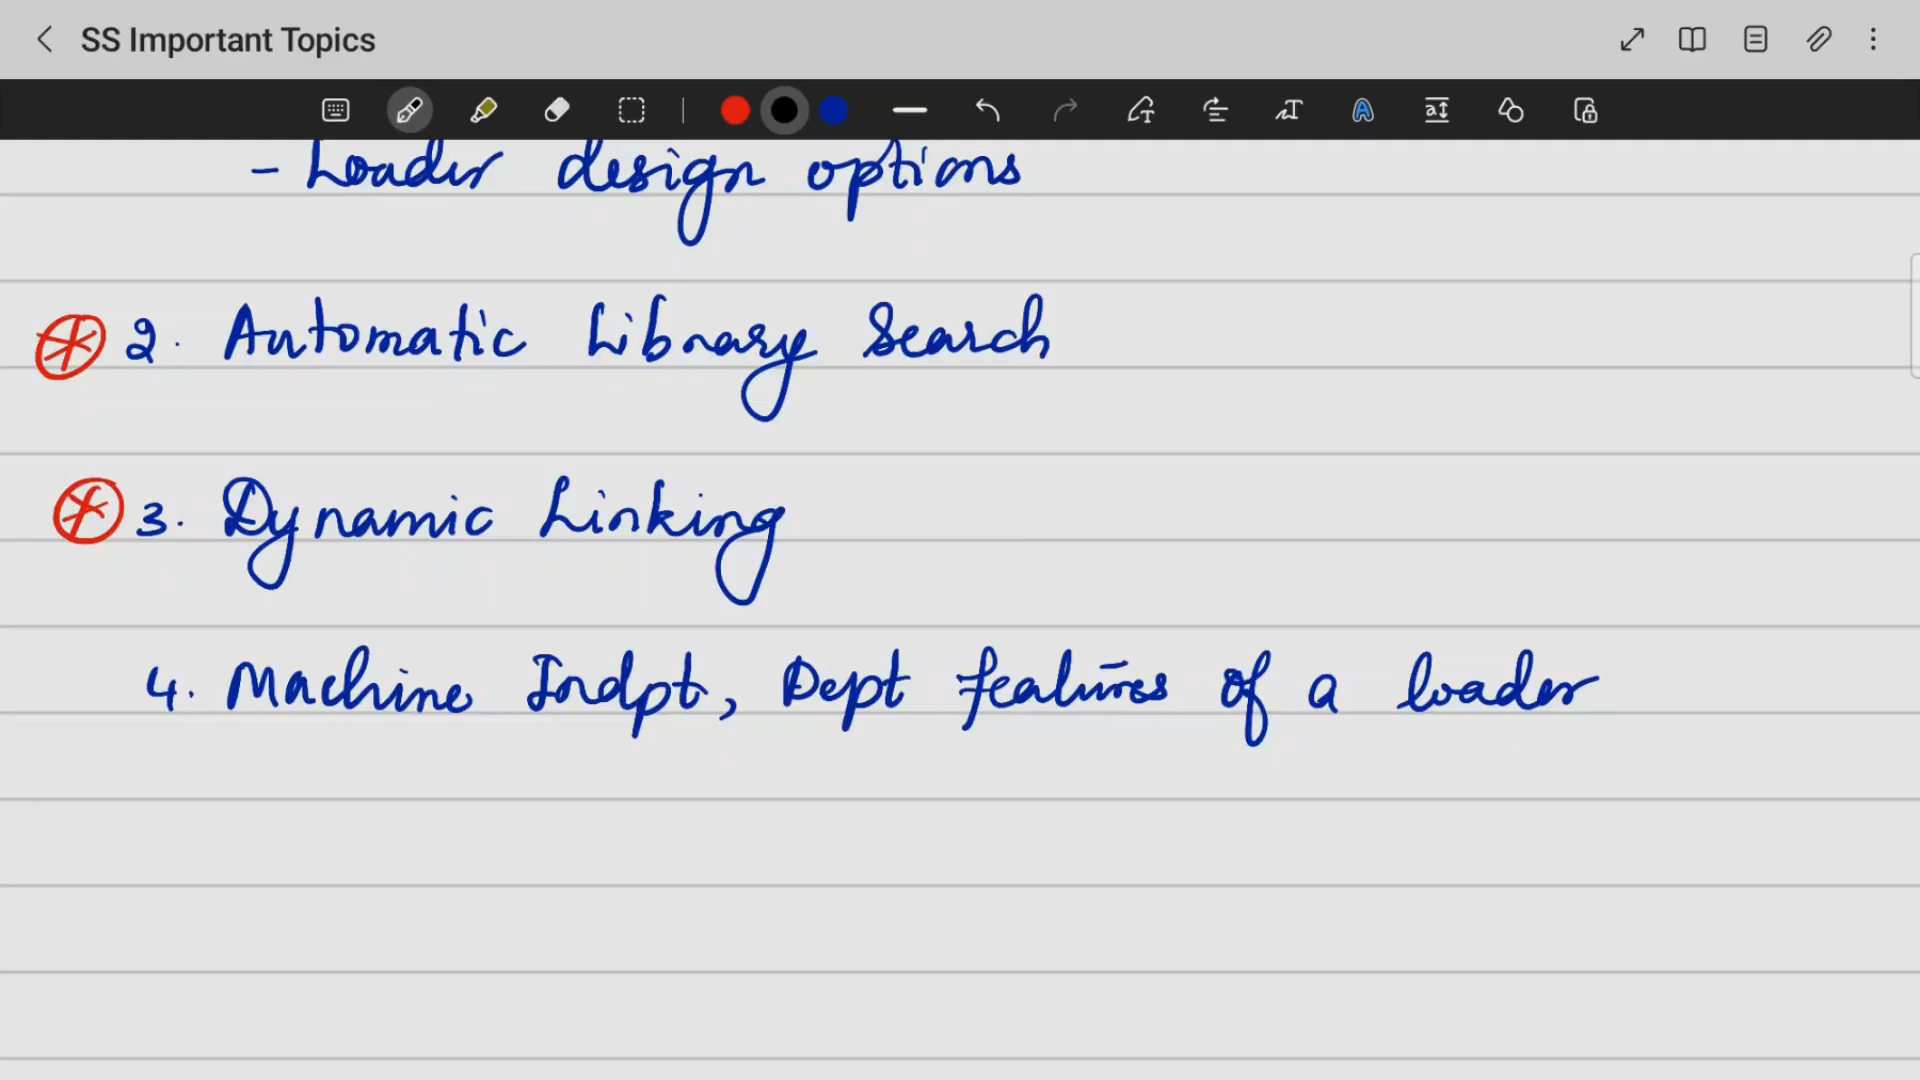 SS Important Topics
- Loader design options
2. Automatic Library Search
3. Dynamic Linking
4. Machine Indpt, Dept features of a loader